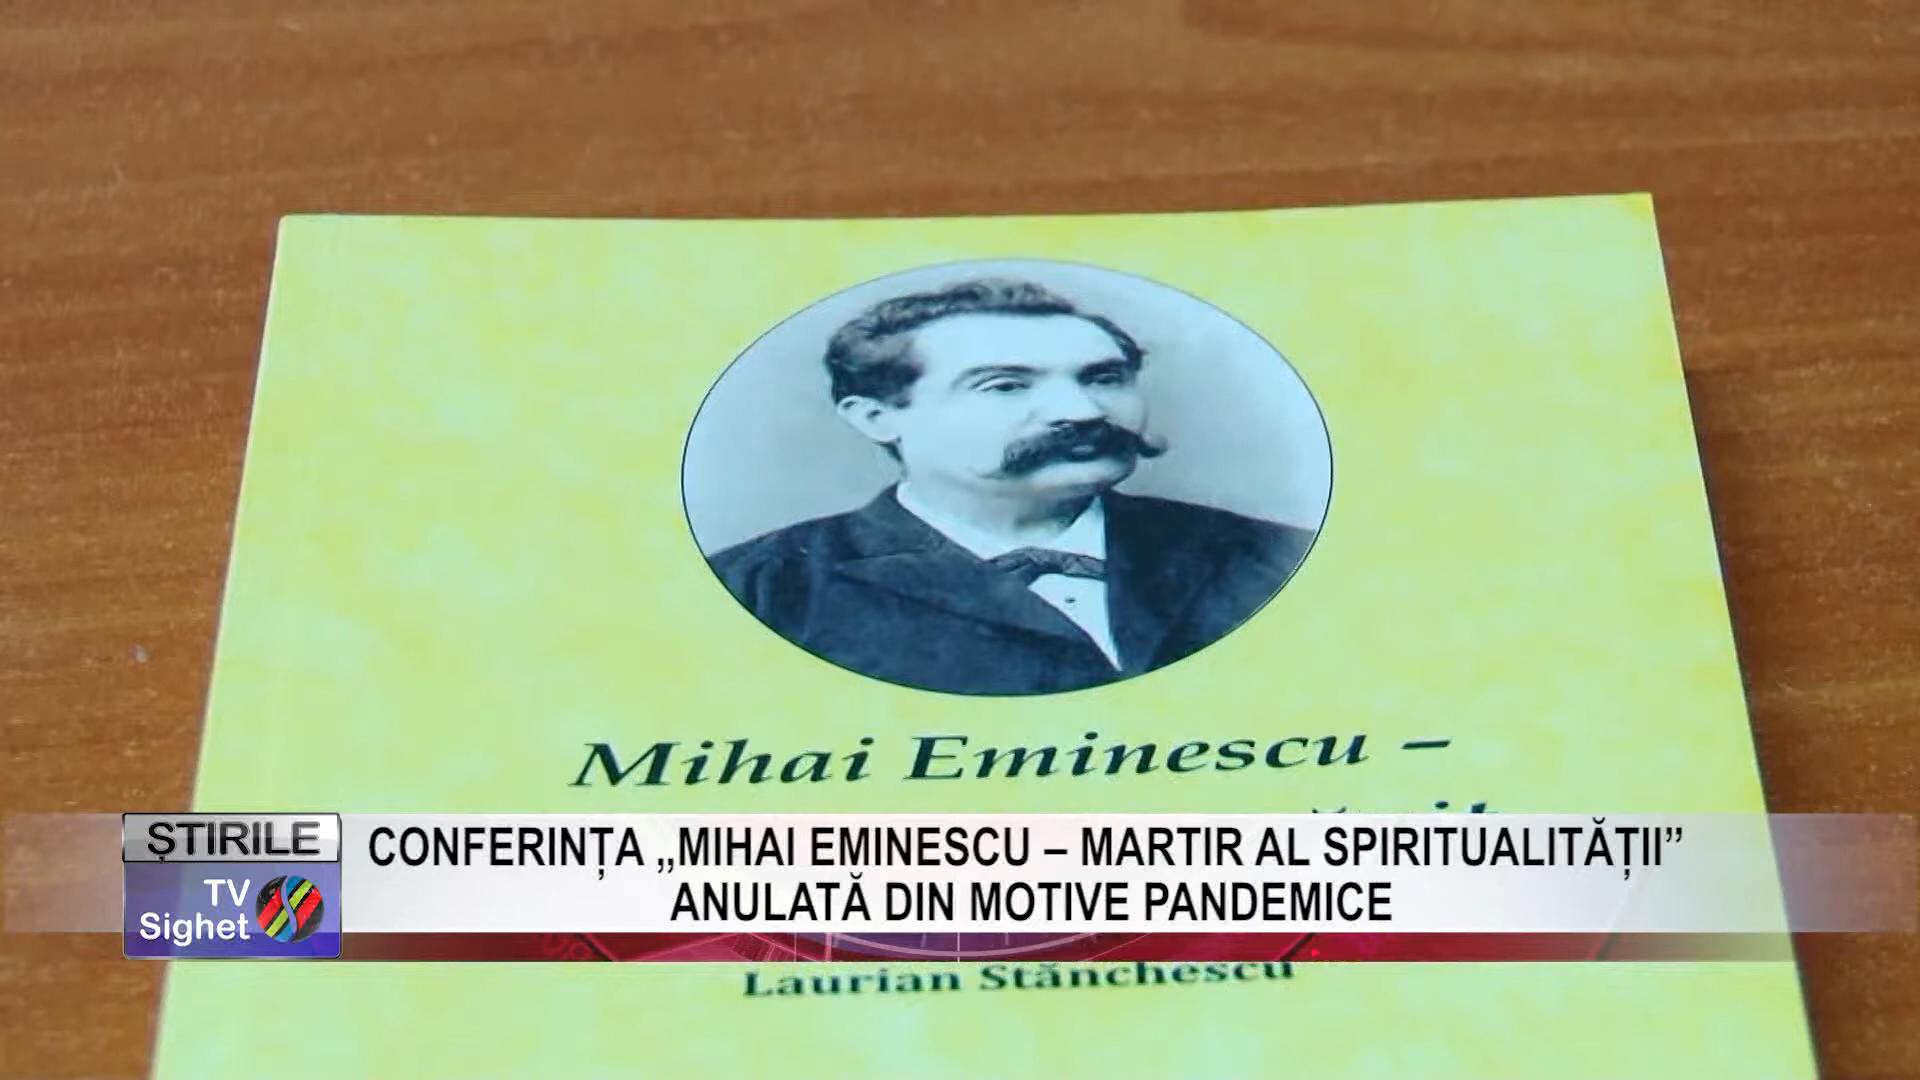 Mihai Eminescu –
ȘTIRILE
TV
Sighet
CONFERINȚA „MIHAI EMINESCU – MARTIR AL SPIRITUALITĂȚII”
ANULATĂ DIN MOTIVE PANDEMICE
Laurian Stănchescu